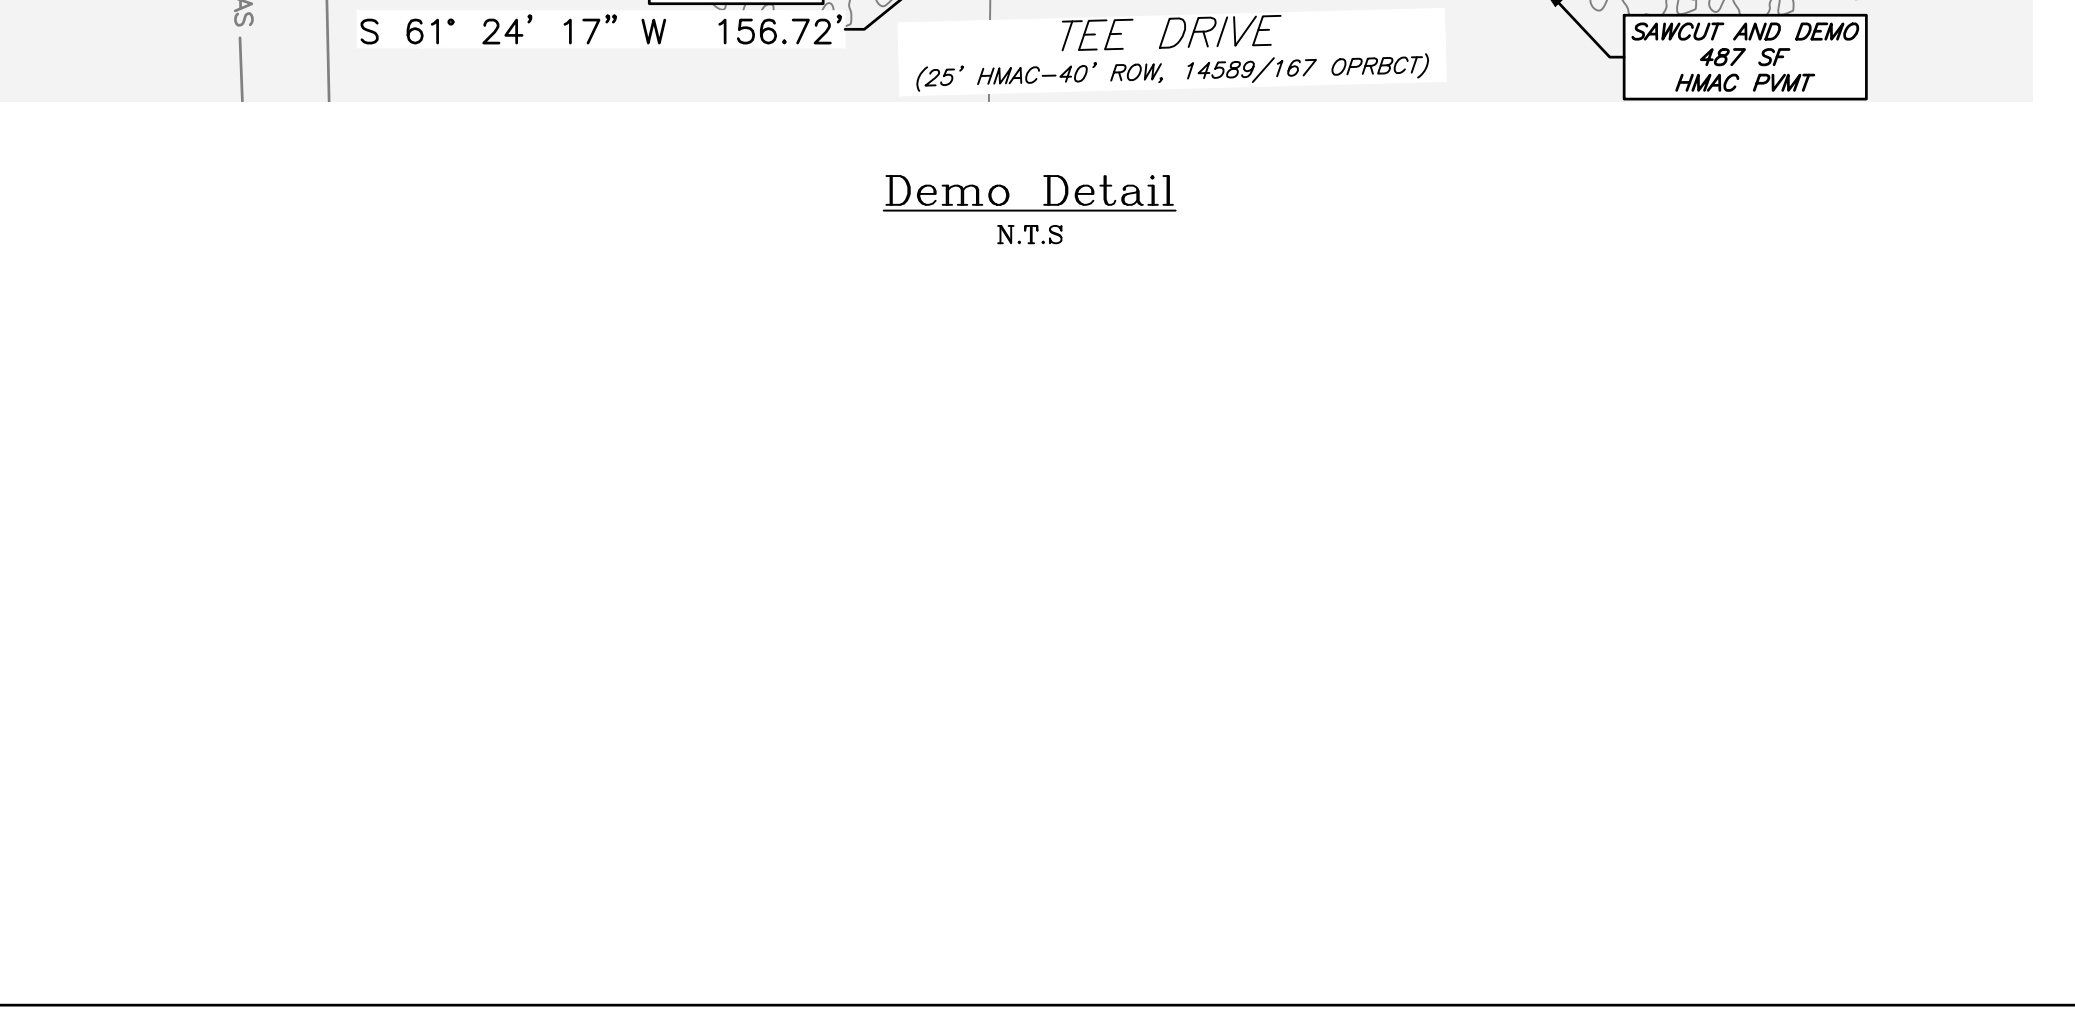 AS
S 61° 24' 17" W 156.72'
TEE DRIVE
(25' HMAC-40' ROW, 14589/167 OPRBCT)
SAWCUT AND DEMO
487 SF
HMAC PVMT
Demo Detail
N.T.S